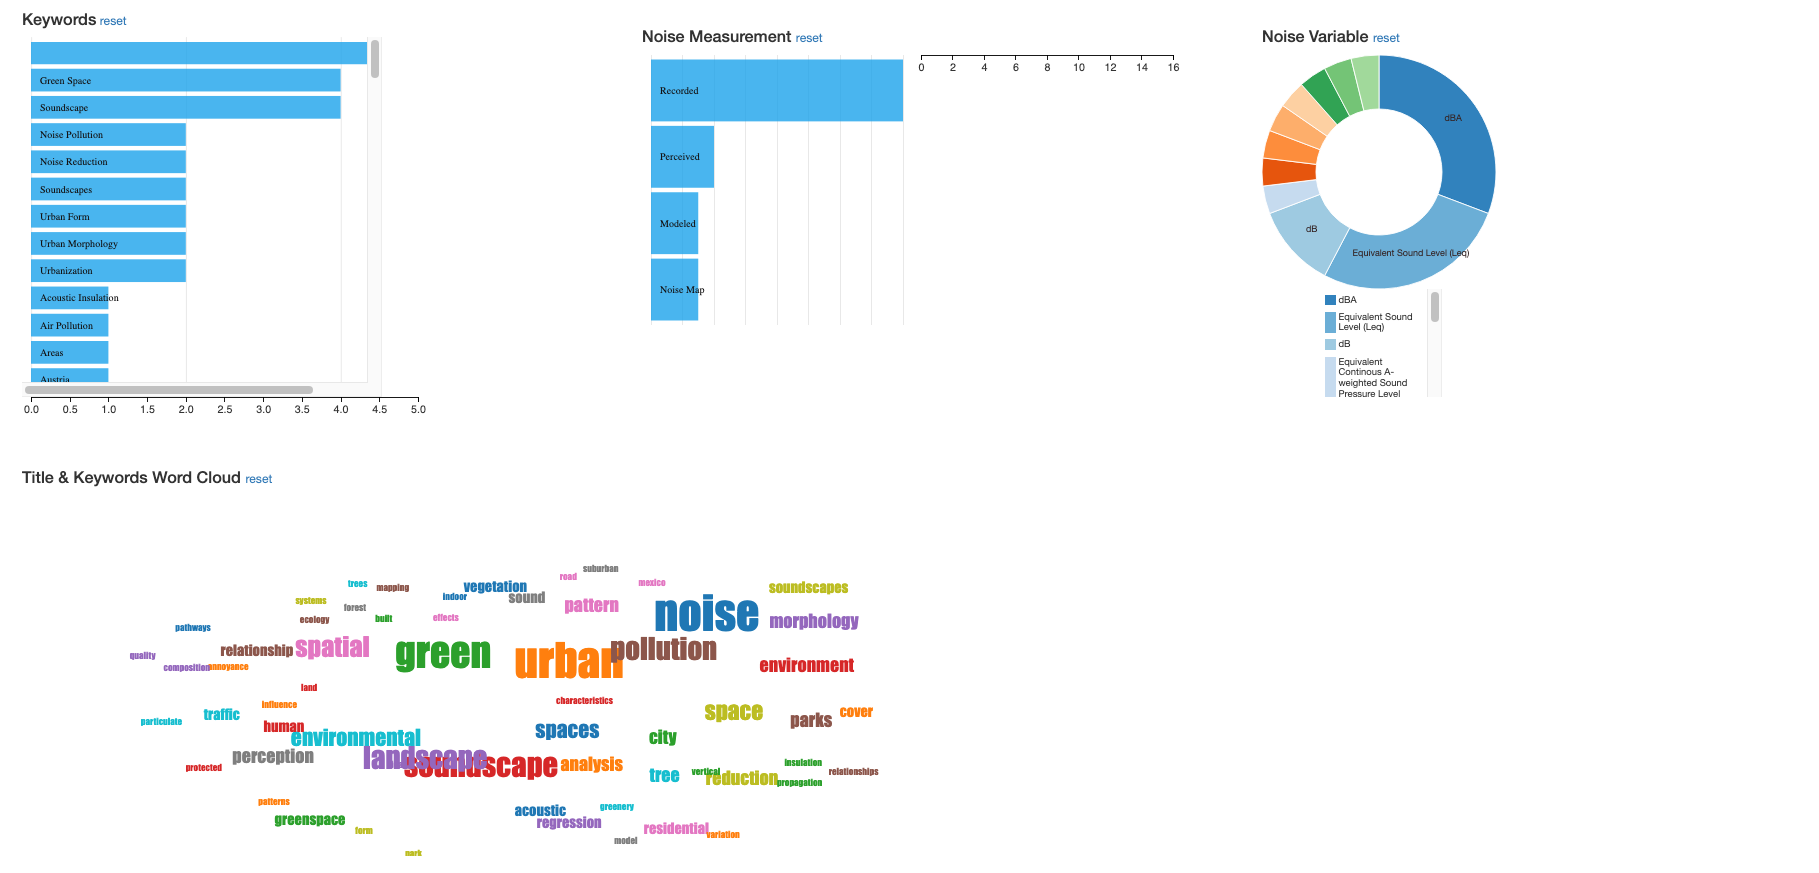 Keywords reset
Green Space
Soundscape
Noise Pollution
Noise Reduction
Soundscapes
Urban Form
Urban Morphology
Urbanization
Acoustic Insulation
Air Pollution
Areas
Austria
0.0 0.5 1.0 1.5 2.0 2.5 3.0 3.5 4.0 4.5 5.0
Noise Measurement reset
Recorded
Perceived
Modeled
Noise Map
0 2 4 6 8 10 12 14 16
Noise Variable reset
dBA
dB
Equivalent Sound Level (Leq)
dBA
Equivalent Sound
Level (Leq)
dB
Equivalent
Continous A-
weighted Sound
Pressure Level
Title & Keywords Word Cloud reset
suburban
trees
mapping
vegetation
road
mexico
soundscapes
systems
forest
indoor
sound
pattern
noise
ecology
built
effects
morphology
pathways
quality
relationship
spatial
green
urban
pollution
composition
annoyance
environment
land
characteristics
influence
particulate
traffic
human
space
parks
cover
environmental
spaces
city
perception
landscape
soundscape
analysis
protected
tree
vertical
reduction
insulation
propagation
relationships
patterns
greenspace
form
acoustic
greenery
regression
residential
variation
model